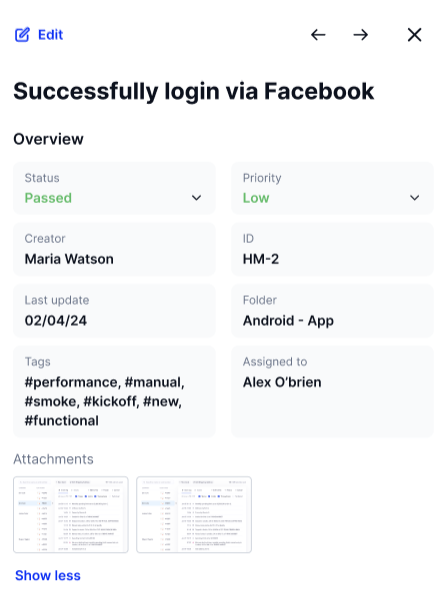 Edit
Successfully login via Facebook
Overview
Status
Passed
Priority
Low
Creator
Maria Watson
ID
HM-2
Last update
02/04/24
Folder
Android - App
Tags
#performance, #manual,
#smoke, #kickoff, #new,
#functional
Assigned to
Alex O’brien
Attachments
Show less